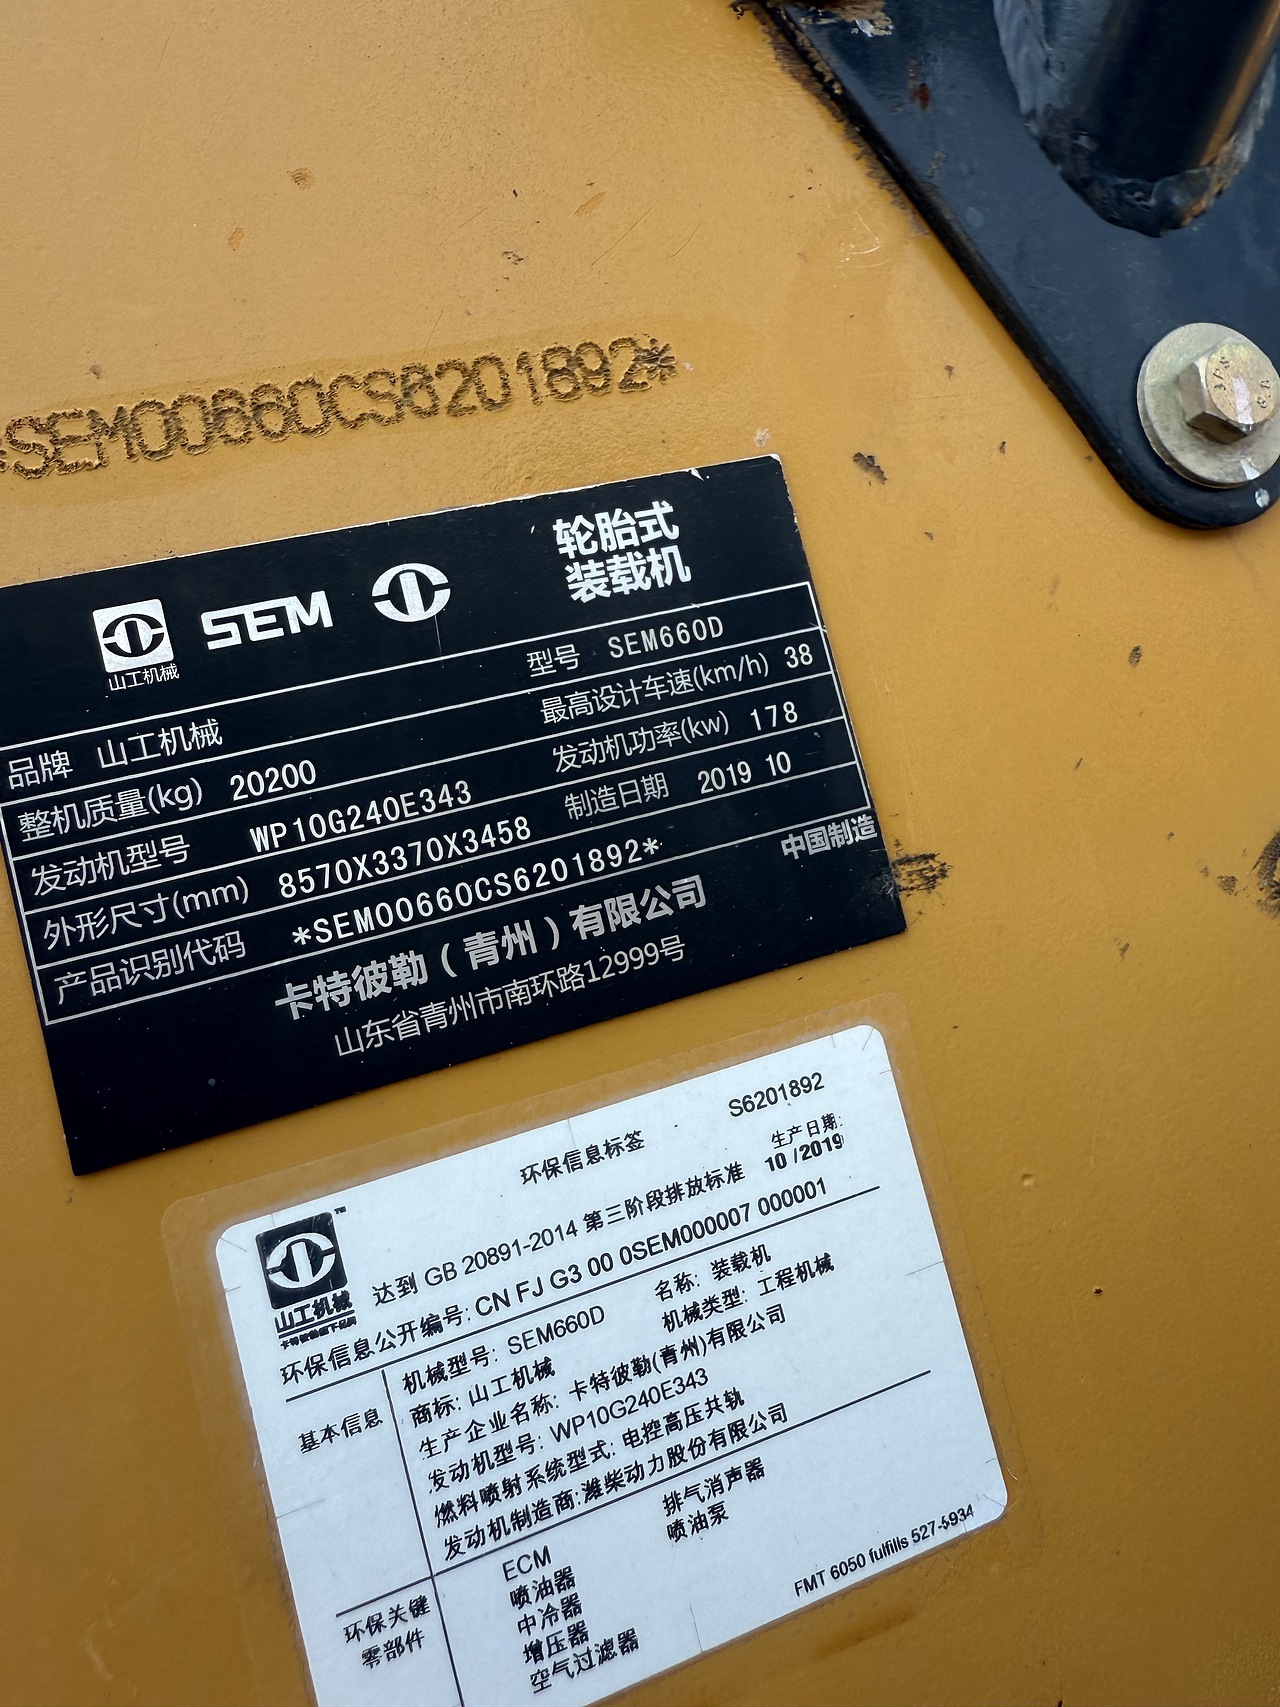 *SEM00660CS6201892*
山工机械
SEM
轮胎式
装载机
型号 SEM660D
品牌 山工机械
最高设计车速(km/h) 38
整机质量(kg) 20200
发动机功率(kw) 178
发动机型号 WP10G240E343
制造日期 2019 10
外形尺寸(mm) 8570X3370X3458
产品识别代码 *SEM00660CS6201892*
中国制造
卡特彼勒(青州)有限公司
山东省青州市南环路12999号
S6201892
环保信息标签
生产日期:
10 /2019
TM
山工机械
卡特彼勒旗下品牌
达到 GB 20891-2014 第三阶段排放标准
环保信息公开编号: CN FJ G3 00 0SEM000007 000001
基本信息
机械型号: SEM660D
名称: 装载机
商标: 山工机械
机械类型: 工程机械
生产企业名称: 卡特彼勒(青州)有限公司
发动机型号: WP10G240E343
燃料喷射系统型式: 电控高压共轨
发动机制造商:潍柴动力股份有限公司
环保关键
零部件
ECM
排气消声器
喷油器
喷油泵
中冷器
增压器
空气过滤器
FMT 6050 fulfills 527-5934